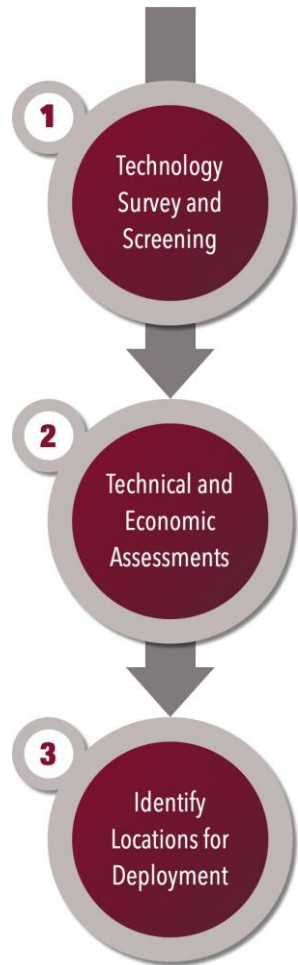 1
Technology
Survey and
Screening
2
Technical and
Economic
Assessments
3
Identify
Locations for
Deployment